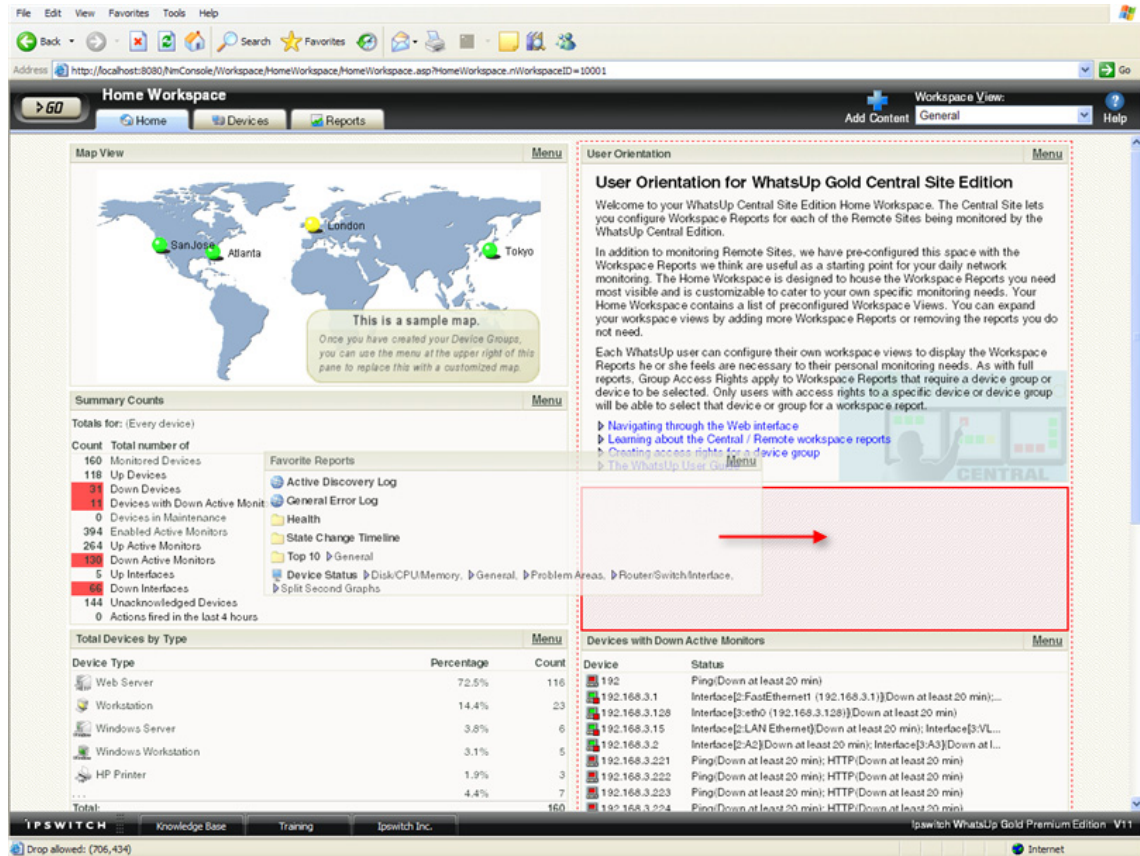 File Edit View Favorites Tools Help
Back Search Favorites
Address http://localhost:8080/NmConsole/Workspace/HomeWorkspace/HomeWorkspace.asp?HomeWorkspace.nWorkspaceID=10001 Go
GO Home Workspace
Home Devices Reports
Add Content Workspace View: General Help
Map View Menu
SanJose Atlanta London Tokyo
This is a sample map.
Once you have created your Device Groups,
you can use the menu at the upper right of this
pane to replace this with a customized map.
Summary Counts Menu
Totals for: (Every device)
Count Total number of
160 Monitored Devices
118 Up Devices
31 Down Devices
11 Devices with Down Active Monit
0 Devices in Maintenance
394 Enabled Active Monitors
264 Up Active Monitors
130 Down Active Monitors
5 Up Interfaces
66 Down Interfaces
144 Unacknowledged Devices
0 Actions fired in the last 4 hours
Favorite Reports Menu
Active Discovery Log
General Error Log
Health
State Change Timeline
Top 10 General
Device Status Disk/CPU/Memory, General, Problem Areas, Router/Switch/Interface,
Split Second Graphs
Total Devices by Type Menu
Device Type Percentage Count
Web Server 72.5% 116
Workstation 14.4% 23
Windows Server 3.8% 6
Windows Workstation 3.1% 5
HP Printer 1.9% 3
... 4.4% 7
Total: 160
User Orientation Menu
User Orientation for WhatsUp Gold Central Site Edition
Welcome to your WhatsUp Central Site Edition Home Workspace. The Central Site lets
you configure Workspace Reports for each of the Remote Sites being monitored by the
WhatsUp Central Edition.
In addition to monitoring Remote Sites, we have pre-configured this space with the
Workspace Reports we think are useful as a starting point for your daily network
monitoring. The Home Workspace is designed to house the Workspace Reports you need
most visible and is customizable to cater to your own specific monitoring needs. Your
Home Workspace contains a list of preconfigured Workspace Views. You can expand
your workspace views by adding more Workspace Reports or removing the reports you do
not need.
Each WhatsUp user can configure their own workspace views to display the Workspace
Reports he or she feels are necessary to their personal monitoring needs. As with full
reports, Group Access Rights apply to Workspace Reports that require a device group or
device to be selected. Only users with access rights to a specific device or device group
will be able to select that device or group for a workspace report.
Navigating through the Web interface
Learning about the Central / Remote workspace reports
Creating access rights for a device group
The WhatsUp User Guide
CENTRAL
Devices with Down Active Monitors Menu
Device Status
192 Ping(Down at least 20 min)
192.168.3.1 Interface[2:FastEthernet1 (192.168.3.1)](Down at least 20 min);...
192.168.3.128 Interface[3:eth0 (192.168.3.128)](Down at least 20 min)
192.168.3.15 Interface[2:LAN Ethernet](Down at least 20 min); Interface[3:VL...
192.168.3.2 Interface[2:A2](Down at least 20 min); Interface[3:A3](Down at l...
192.168.3.221 Ping(Down at least 20 min); HTTP(Down at least 20 min)
192.168.3.222 Ping(Down at least 20 min); HTTP(Down at least 20 min)
192.168.3.223 Ping(Down at least 20 min); HTTP(Down at least 20 min)
192.168.3.224 Ping(Down at least 20 min); HTTP(Down at least 20 min)
IPSWITCH Knowledge Base Training Ipswitch Inc. Ipswitch WhatsUp Gold Premium Edition V11
Drop allowed: (706,434) Internet